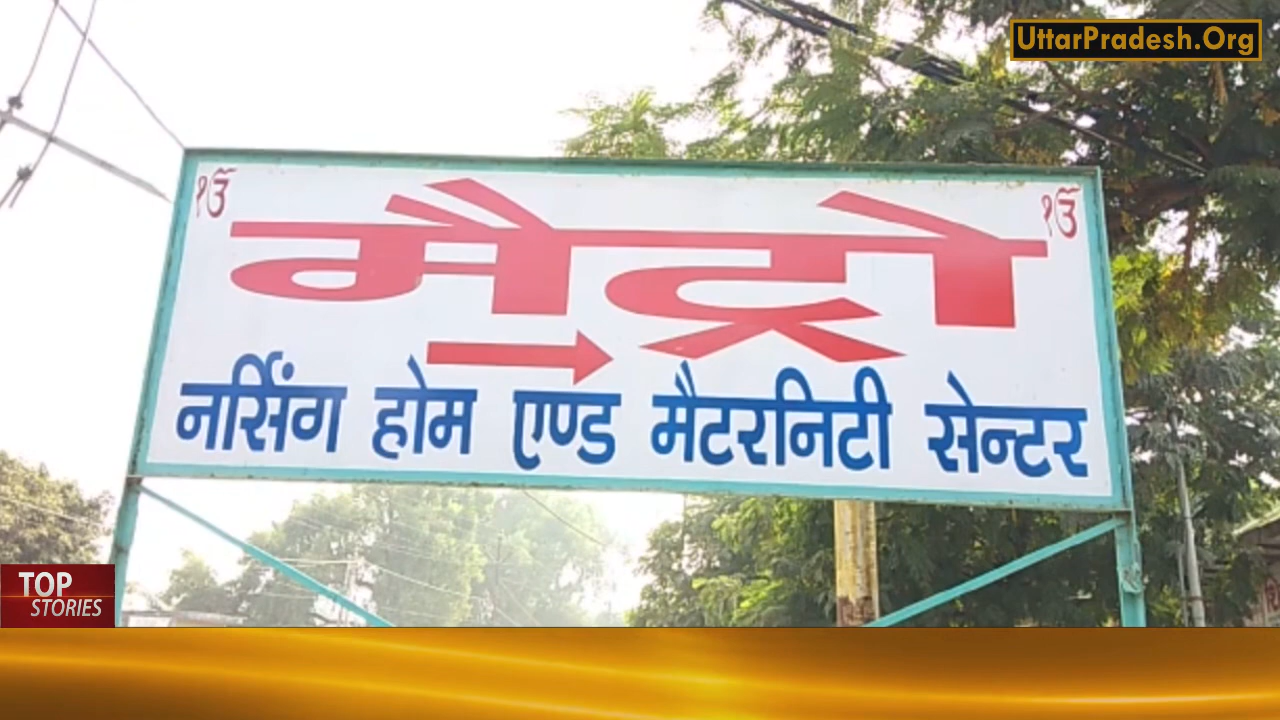 UttarPradesh.Org
ੴ ੴ
मैट्रो
नर्सिंग होम एण्ड मैटरनिटी सेन्टर
TOP
STORIES